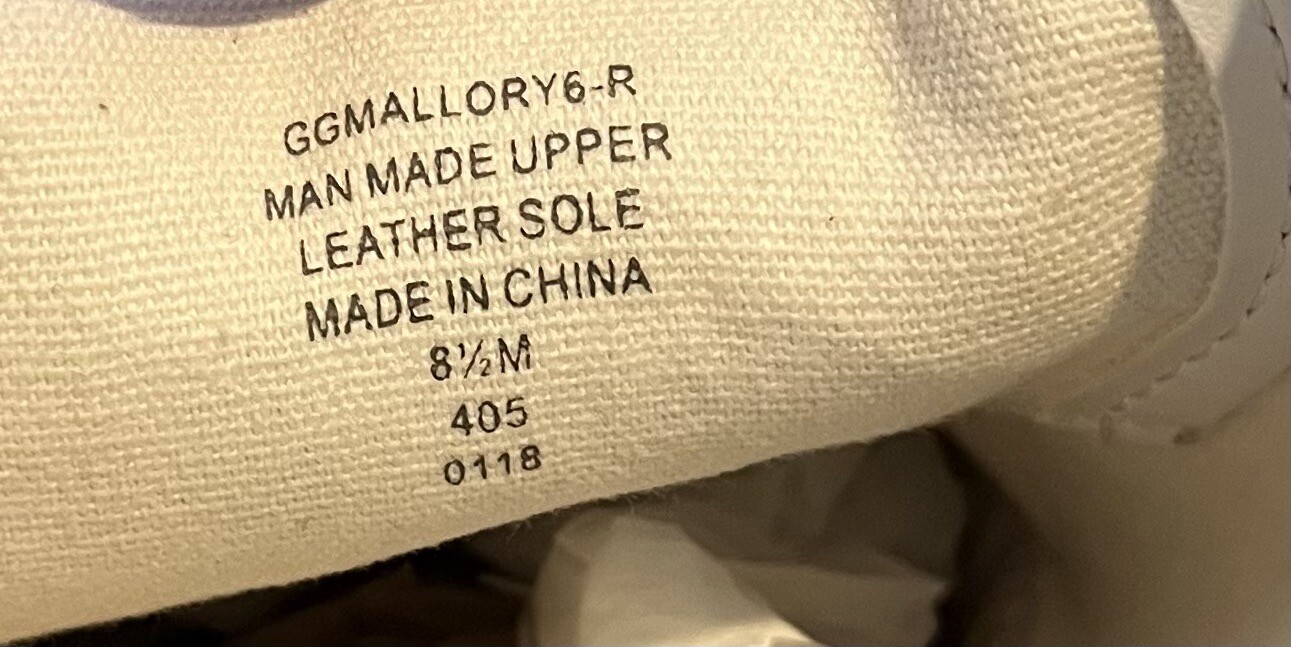 GGMALLORY6-R
MAN MADE UPPER
LEATHER SOLE
MADE IN CHINA
8½M
405
0118